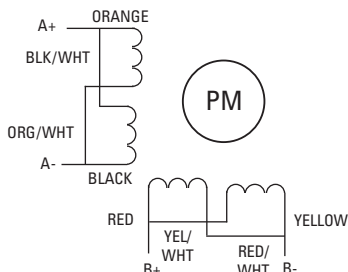 A+
ORANGE
BLK/WHT
PM
ORG/WHT
A-
BLACK
RED
YEL/
WHT
RED/
WHT
YELLOW
B+
B-